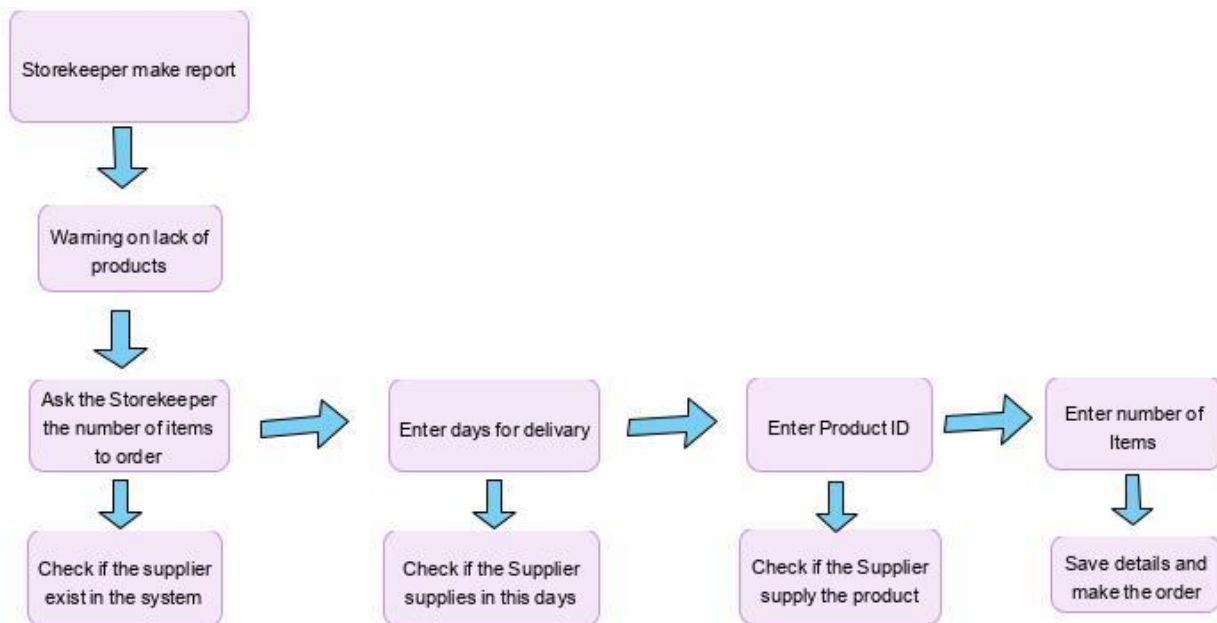 Storekeeper make report
Warning on lack of
products
Ask the Storekeeper
the number of items
to order
Enter days for delivary
Enter Product ID
Enter number of
Items
Check if the supplier
exist in the system
Check if the Supplier
supplies in this days
Check if the Supplier
supply the product
Save details and
make the order